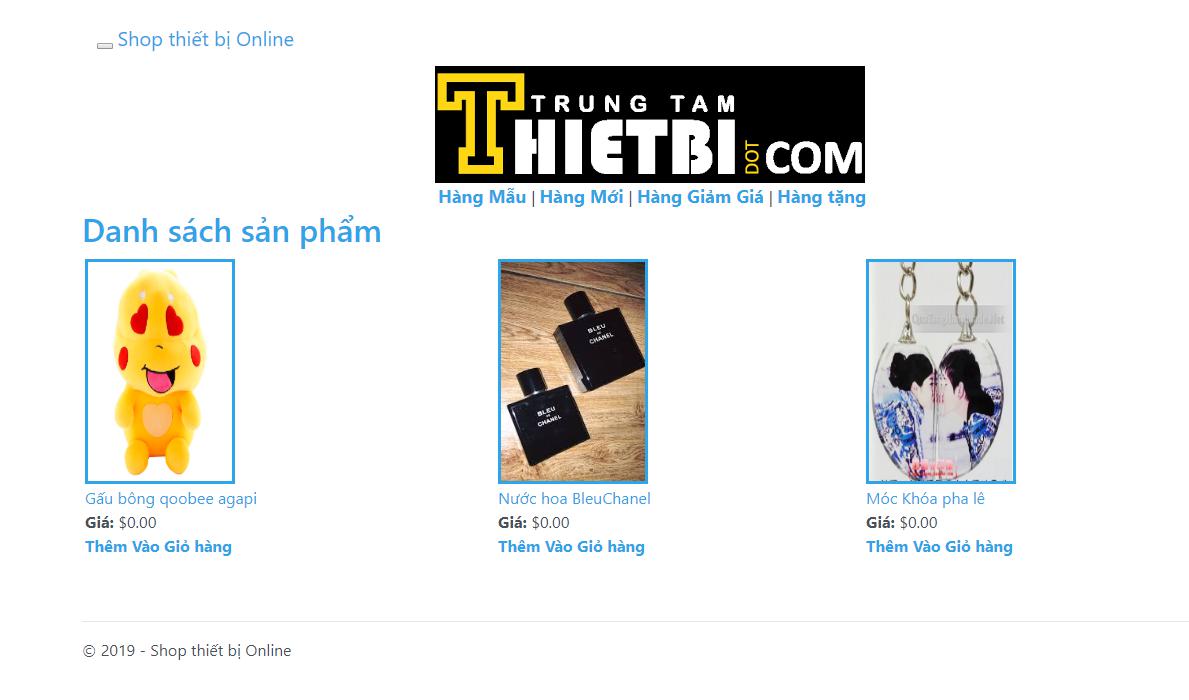 Shop thiết bị Online
TRUNG TAM
THIETBI DOT COM
Hàng Mẫu | Hàng Mới | Hàng Giảm Giá | Hàng tặng
Danh sách sản phẩm
BLEU
DE
CHANEL
BLEU
DE
CHANEL
Gấu bông qoobee agapi
Giá: $0.00
Thêm Vào Giỏ hàng
Nước hoa BleuChanel
Giá: $0.00
Thêm Vào Giỏ hàng
Móc Khóa pha lê
Giá: $0.00
Thêm Vào Giỏ hàng
© 2019 - Shop thiết bị Online